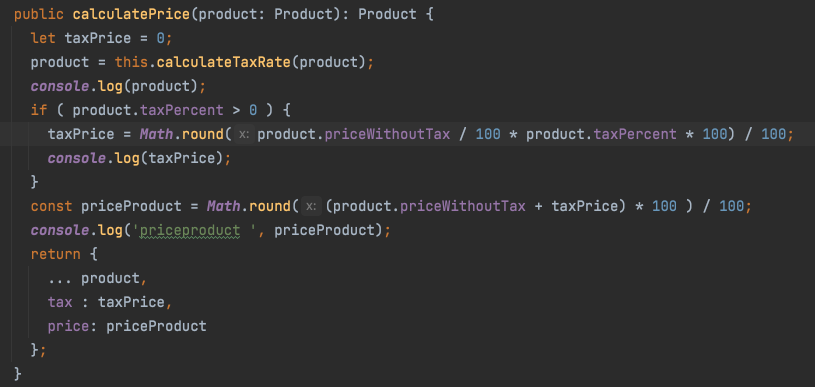 public calculatePrice(product: Product): Product {
let taxPrice = 0;
product = this.calculateTaxRate(product);
console.log(product);
if ( product.taxPercent > 0 ) {
taxPrice = Math.round( x: product.priceWithoutTax / 100 * product.taxPercent * 100) / 100;
console.log(taxPrice);
}
const priceProduct = Math.round( x: (product.priceWithoutTax + taxPrice) * 100 ) / 100;
console.log('priceproduct ', priceProduct);
return {
... product,
tax : taxPrice,
price: priceProduct
};
}